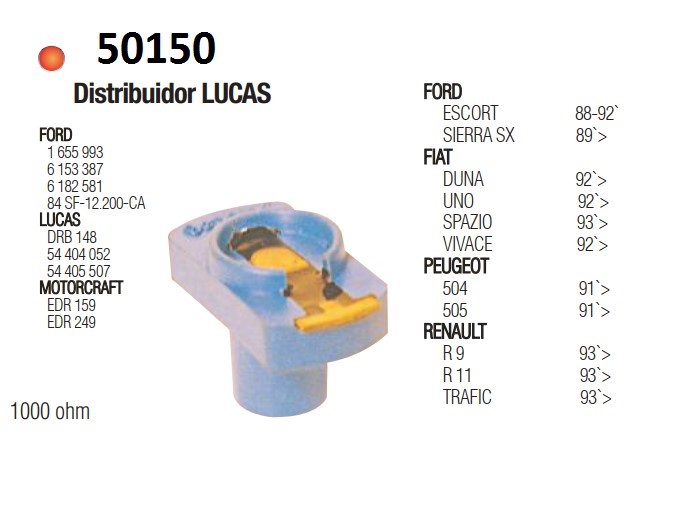 50150
Distribuidor LUCAS
FORD
1 655 993
6 153 387
6 182 581
84 SF-12.200-CA
LUCAS
DRB 148
54 404 052
54 405 507
MOTORCRAFT
EDR 159
EDR 249
1000 ohm
FORD
ESCORT 88-92`
SIERRA SX 89`>
FIAT
DUNA 92`>
UNO 92`>
SPAZIO 93`>
VIVACE 92`>
PEUGEOT
504 91`>
505 91`>
RENAULT
R 9 93`>
R 11 93`>
TRAFIC 93`>